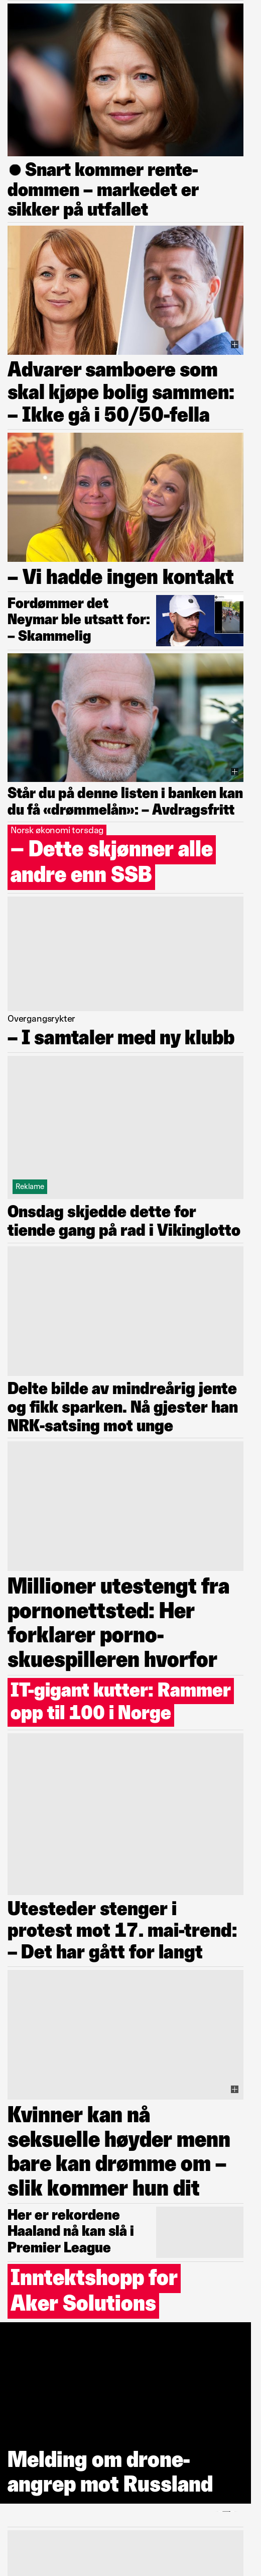 Snart kommer rente-
dommen – markedet er
sikker på utfallet
Advarer samboere som
skal kjøpe bolig sammen:
– Ikke gå i 50/50-fella
– Vi hadde ingen kontakt
Fordømmer det
Neymar ble utsatt for:
– Skammelig
Står du på denne listen i banken kan
du få «drømmelån»: – Avdragsfritt
Norsk økonomi torsdag
– Dette skjønner alle
andre enn SSB
Overgangsrykter
– I samtaler med ny klubb
Reklame
Onsdag skjedde dette for
tiende gang på rad i Vikinglotto
Delte bilde av mindreårig jente
og fikk sparken. Nå gjester han
NRK-satsing mot unge
Millioner utestengt fra
pornonettsted: Her
forklarer porno-
skuespilleren hvorfor
IT-gigant kutter: Rammer
opp til 100 i Norge
Utesteder stenger i
protest mot 17. mai-trend:
– Det har gått for langt
Kvinner kan nå
seksuelle høyder menn
bare kan drømme om –
slik kommer hun dit
Her er rekordene
Haaland nå kan slå i
Premier League
Inntektshopp for
Aker Solutions
Melding om drone-
angrep mot Russland